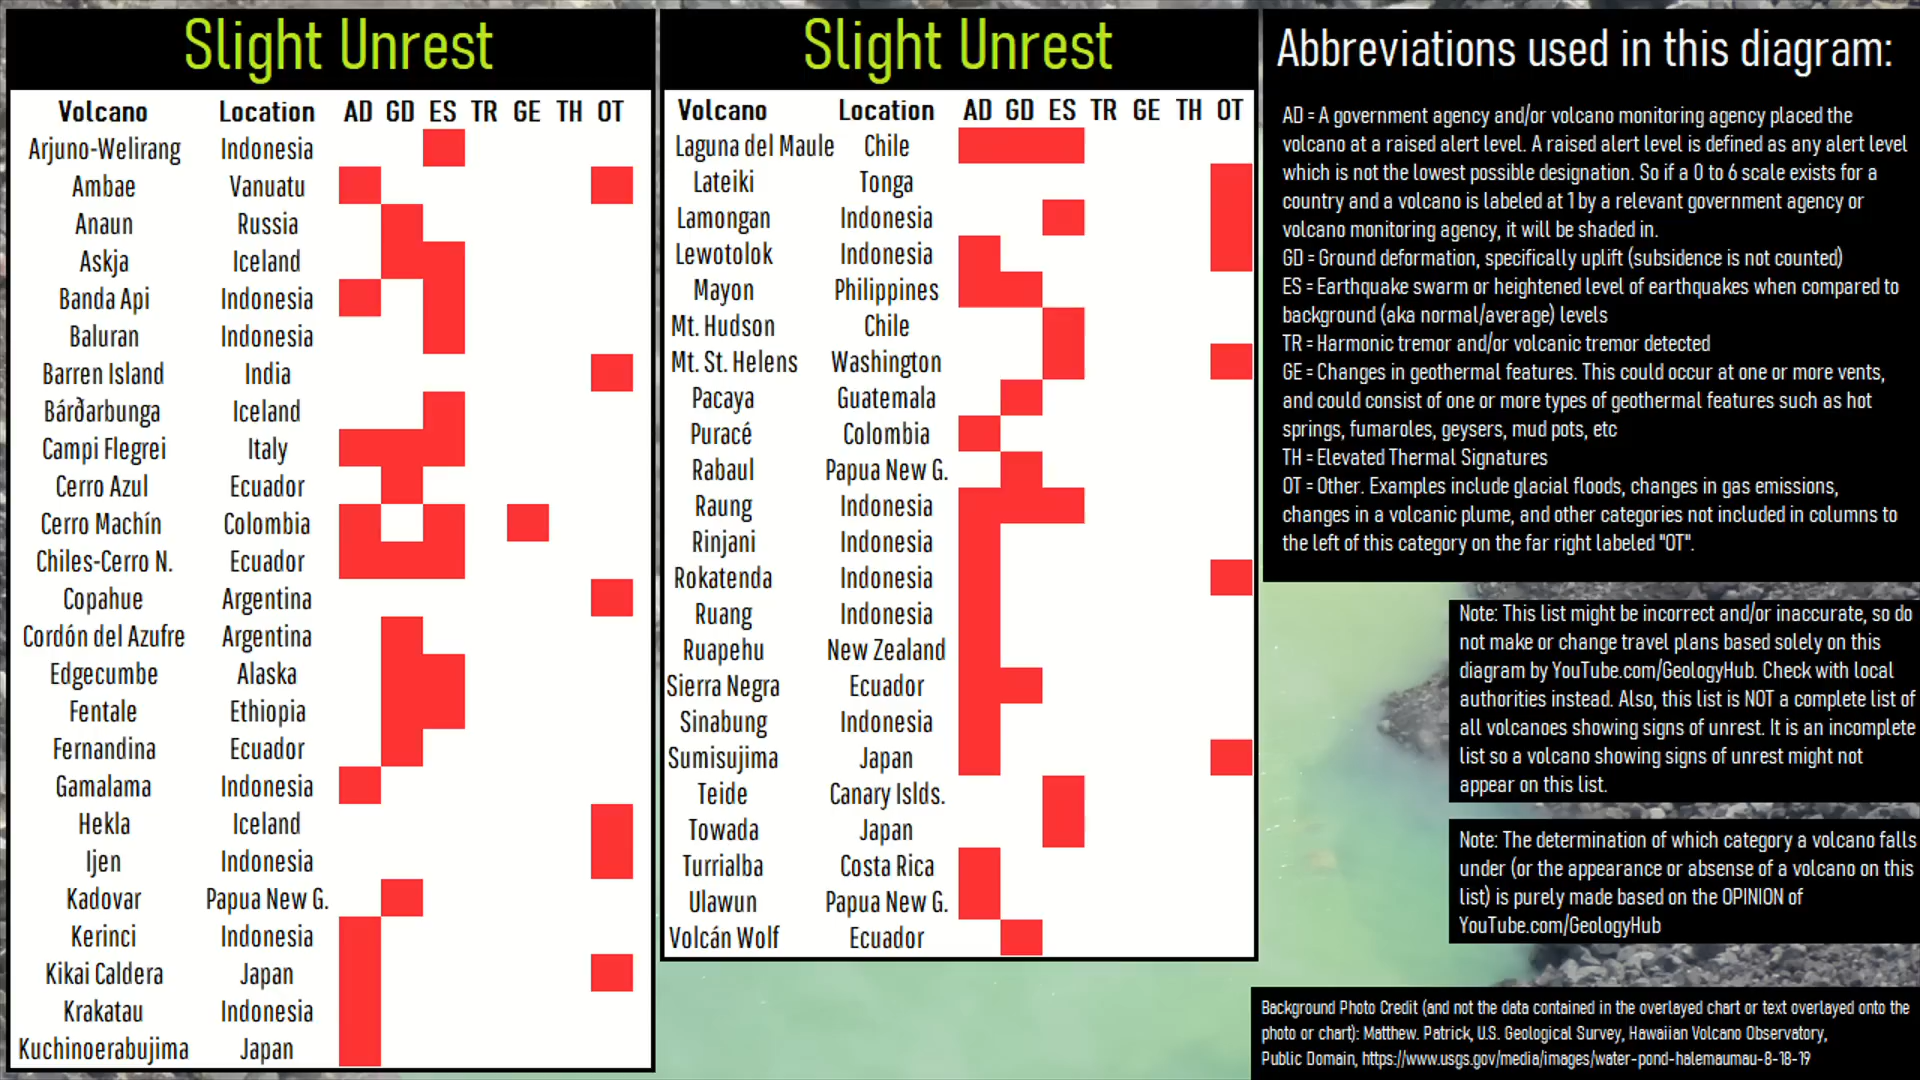 Slight Unrest
Volcano Location AD GD ES TR GE TH OT
Arjuno-Welirang Indonesia
Ambae Vanuatu
Anaun Russia
Askja Iceland
Banda Api Indonesia
Baluran Indonesia
Barren Island India
Bárðarbunga Iceland
Campi Flegrei Italy
Cerro Azul Ecuador
Cerro Machín Colombia
Chiles-Cerro N. Ecuador
Copahue Argentina
Cordón del Azufre Argentina
Edgecumbe Alaska
Fentale Ethiopia
Fernandina Ecuador
Gamalama Indonesia
Hekla Iceland
Ijen Indonesia
Kadovar Papua New G.
Kerinci Indonesia
Kikai Caldera Japan
Krakatau Indonesia
Kuchinoerabujima Japan
Slight Unrest
Volcano Location AD GD ES TR GE TH OT
Laguna del Maule Chile
Lateiki Tonga
Lamongan Indonesia
Lewotolok Indonesia
Mayon Philippines
Mt. Hudson Chile
Mt. St. Helens Washington
Pacaya Guatemala
Puracé Colombia
Rabaul Papua New G.
Raung Indonesia
Rinjani Indonesia
Rokatenda Indonesia
Ruang Indonesia
Ruapehu New Zealand
Sierra Negra Ecuador
Sinabung Indonesia
Sumisujima Japan
Teide Canary Islds.
Towada Japan
Turrialba Costa Rica
Ulawun Papua New G.
Volcán Wolf Ecuador
Abbreviations used in this diagram:
AD = A government agency and/or volcano monitoring agency placed the
volcano at a raised alert level. A raised alert level is defined as any alert level
which is not the lowest possible designation. So if a 0 to 6 scale exists for a
country and a volcano is labeled at 1 by a relevant government agency or
volcano monitoring agency, it will be shaded in.
GD = Ground deformation, specifically uplift (subsidence is not counted)
ES = Earthquake swarm or heightened level of earthquakes when compared to
background (aka normal/average) levels
TR = Harmonic tremor and/or volcanic tremor detected
GE = Changes in geothermal features. This could occur at one or more vents,
and could consist of one or more types of geothermal features such as hot
springs, fumaroles, geysers, mud pots, etc
TH = Elevated Thermal Signatures
OT = Other. Examples include glacial floods, changes in gas emissions,
changes in a volcanic plume, and other categories not included in columns to
the left of this category on the far right labeled "OT".
Note: This list might be incorrect and/or inaccurate, so do
not make or change travel plans based solely on this
diagram by YouTube.com/GeologyHub. Check with local
authorities instead. Also, this list is NOT a complete list of
all volcanoes showing signs of unrest. It is an incomplete
list so a volcano showing signs of unrest might not
appear on this list.
Note: The determination of which category a volcano falls
under (or the appearance or absense of a volcano on this
list) is purely made based on the OPINION of
YouTube.com/GeologyHub
Background Photo Credit (and not the data contained in the overlayed chart or text overlayed onto the
photo or chart): Matthew. Patrick, U.S. Geological Survey, Hawaiian Volcano Observatory,
Public Domain, https://www.usgs.gov/media/images/water-pond-halemaumau-8-18-19